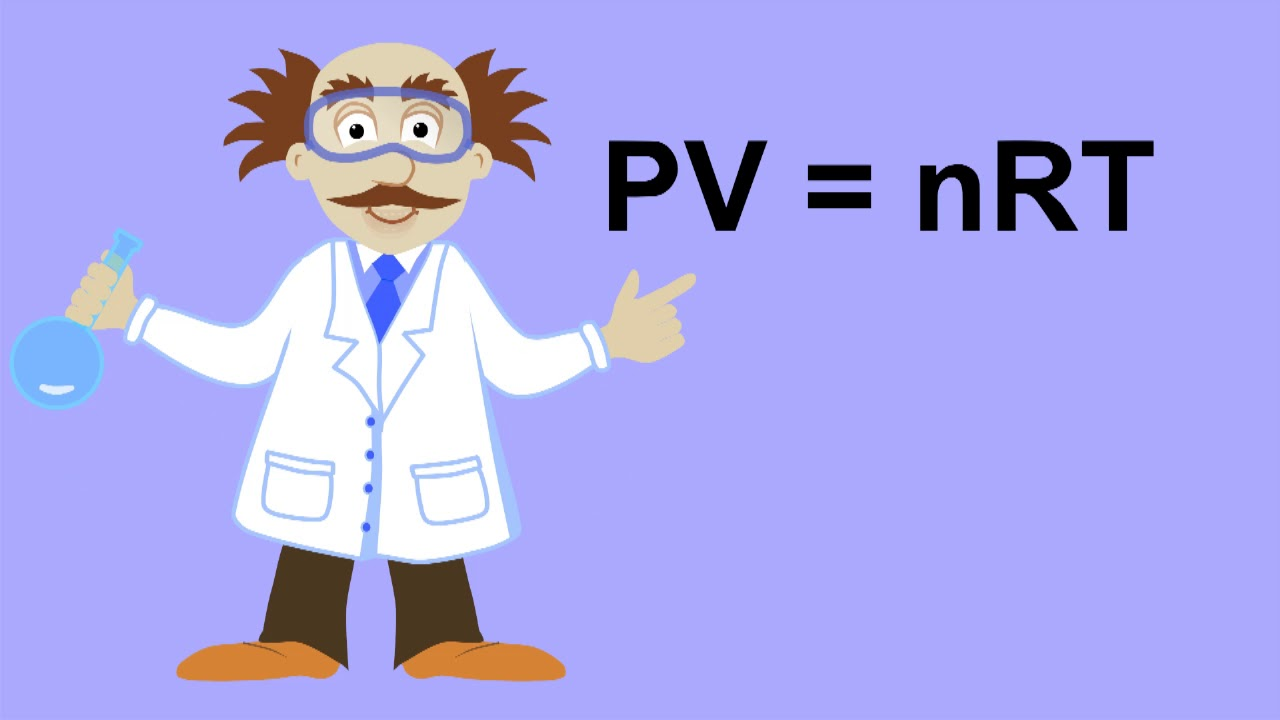 PV = nRT